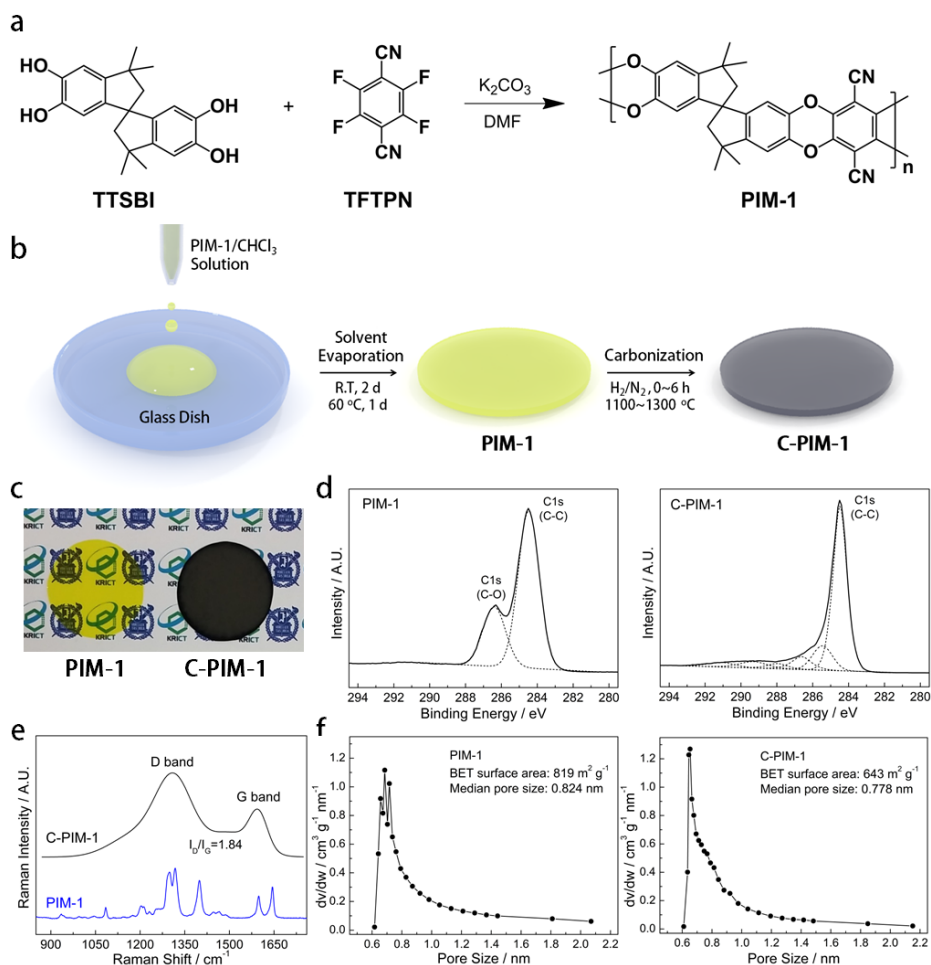 a
HO
HO
OH
OH
TTSBI
+
CN
F
F
F
F
CN
TFTPN
K₂CO₃
DMF
O
O
O
O
CN
CN
n
PIM-1
b
PIM-1/CHCl₃
Solution
Glass Dish
Solvent
Evaporation
R.T, 2 d
60 ºC, 1 d
PIM-1
Carbonization
H₂/N₂, 0~6 h
1100~1300 ºC
C-PIM-1
c
KRICT
KRICT
KRICT
KRICT
PIM-1
C-PIM-1
d
PIM-1
C1s
(C-C)
C1s
(C-O)
Intensity / A.U.
294 292 290 288 286 284 282 280
Binding Energy / eV
C-PIM-1
C1s
(C-C)
Intensity / A.U.
294 292 290 288 286 284 282 280
Binding Energy / eV
e
D band
G band
C-PIM-1
I_D/I_G=1.84
PIM-1
Raman Intensity / A.U.
900 1050 1200 1350 1500 1650
Raman Shift / cm⁻¹
f
PIM-1
BET surface area: 819 m² g⁻¹
Median pore size: 0.824 nm
dv/dw / cm³ g⁻¹ nm⁻¹
1.2
1.0
0.8
0.6
0.4
0.2
0.0
0.6 0.8 1.0 1.2 1.4 1.6 1.8 2.0 2.2
Pore Size / nm
C-PIM-1
BET surface area: 643 m² g⁻¹
Median pore size: 0.778 nm
dv/dw / cm³ g⁻¹ nm⁻¹
1.2
1.0
0.8
0.6
0.4
0.2
0.0
0.6 0.8 1.0 1.2 1.4 1.6 1.8 2.0 2.2
Pore Size / nm